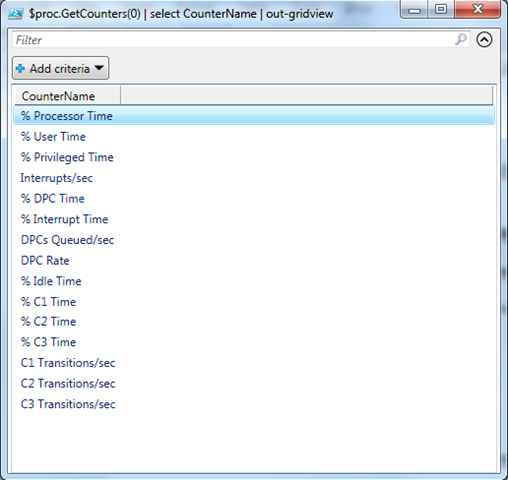 $proc.GetCounters(0) | select CounterName | out-gridview
Filter
Add criteria
CounterName
% Processor Time
% User Time
% Privileged Time
Interrupts/sec
% DPC Time
% Interrupt Time
DPCs Queued/sec
DPC Rate
% Idle Time
% C1 Time
% C2 Time
% C3 Time
C1 Transitions/sec
C2 Transitions/sec
C3 Transitions/sec